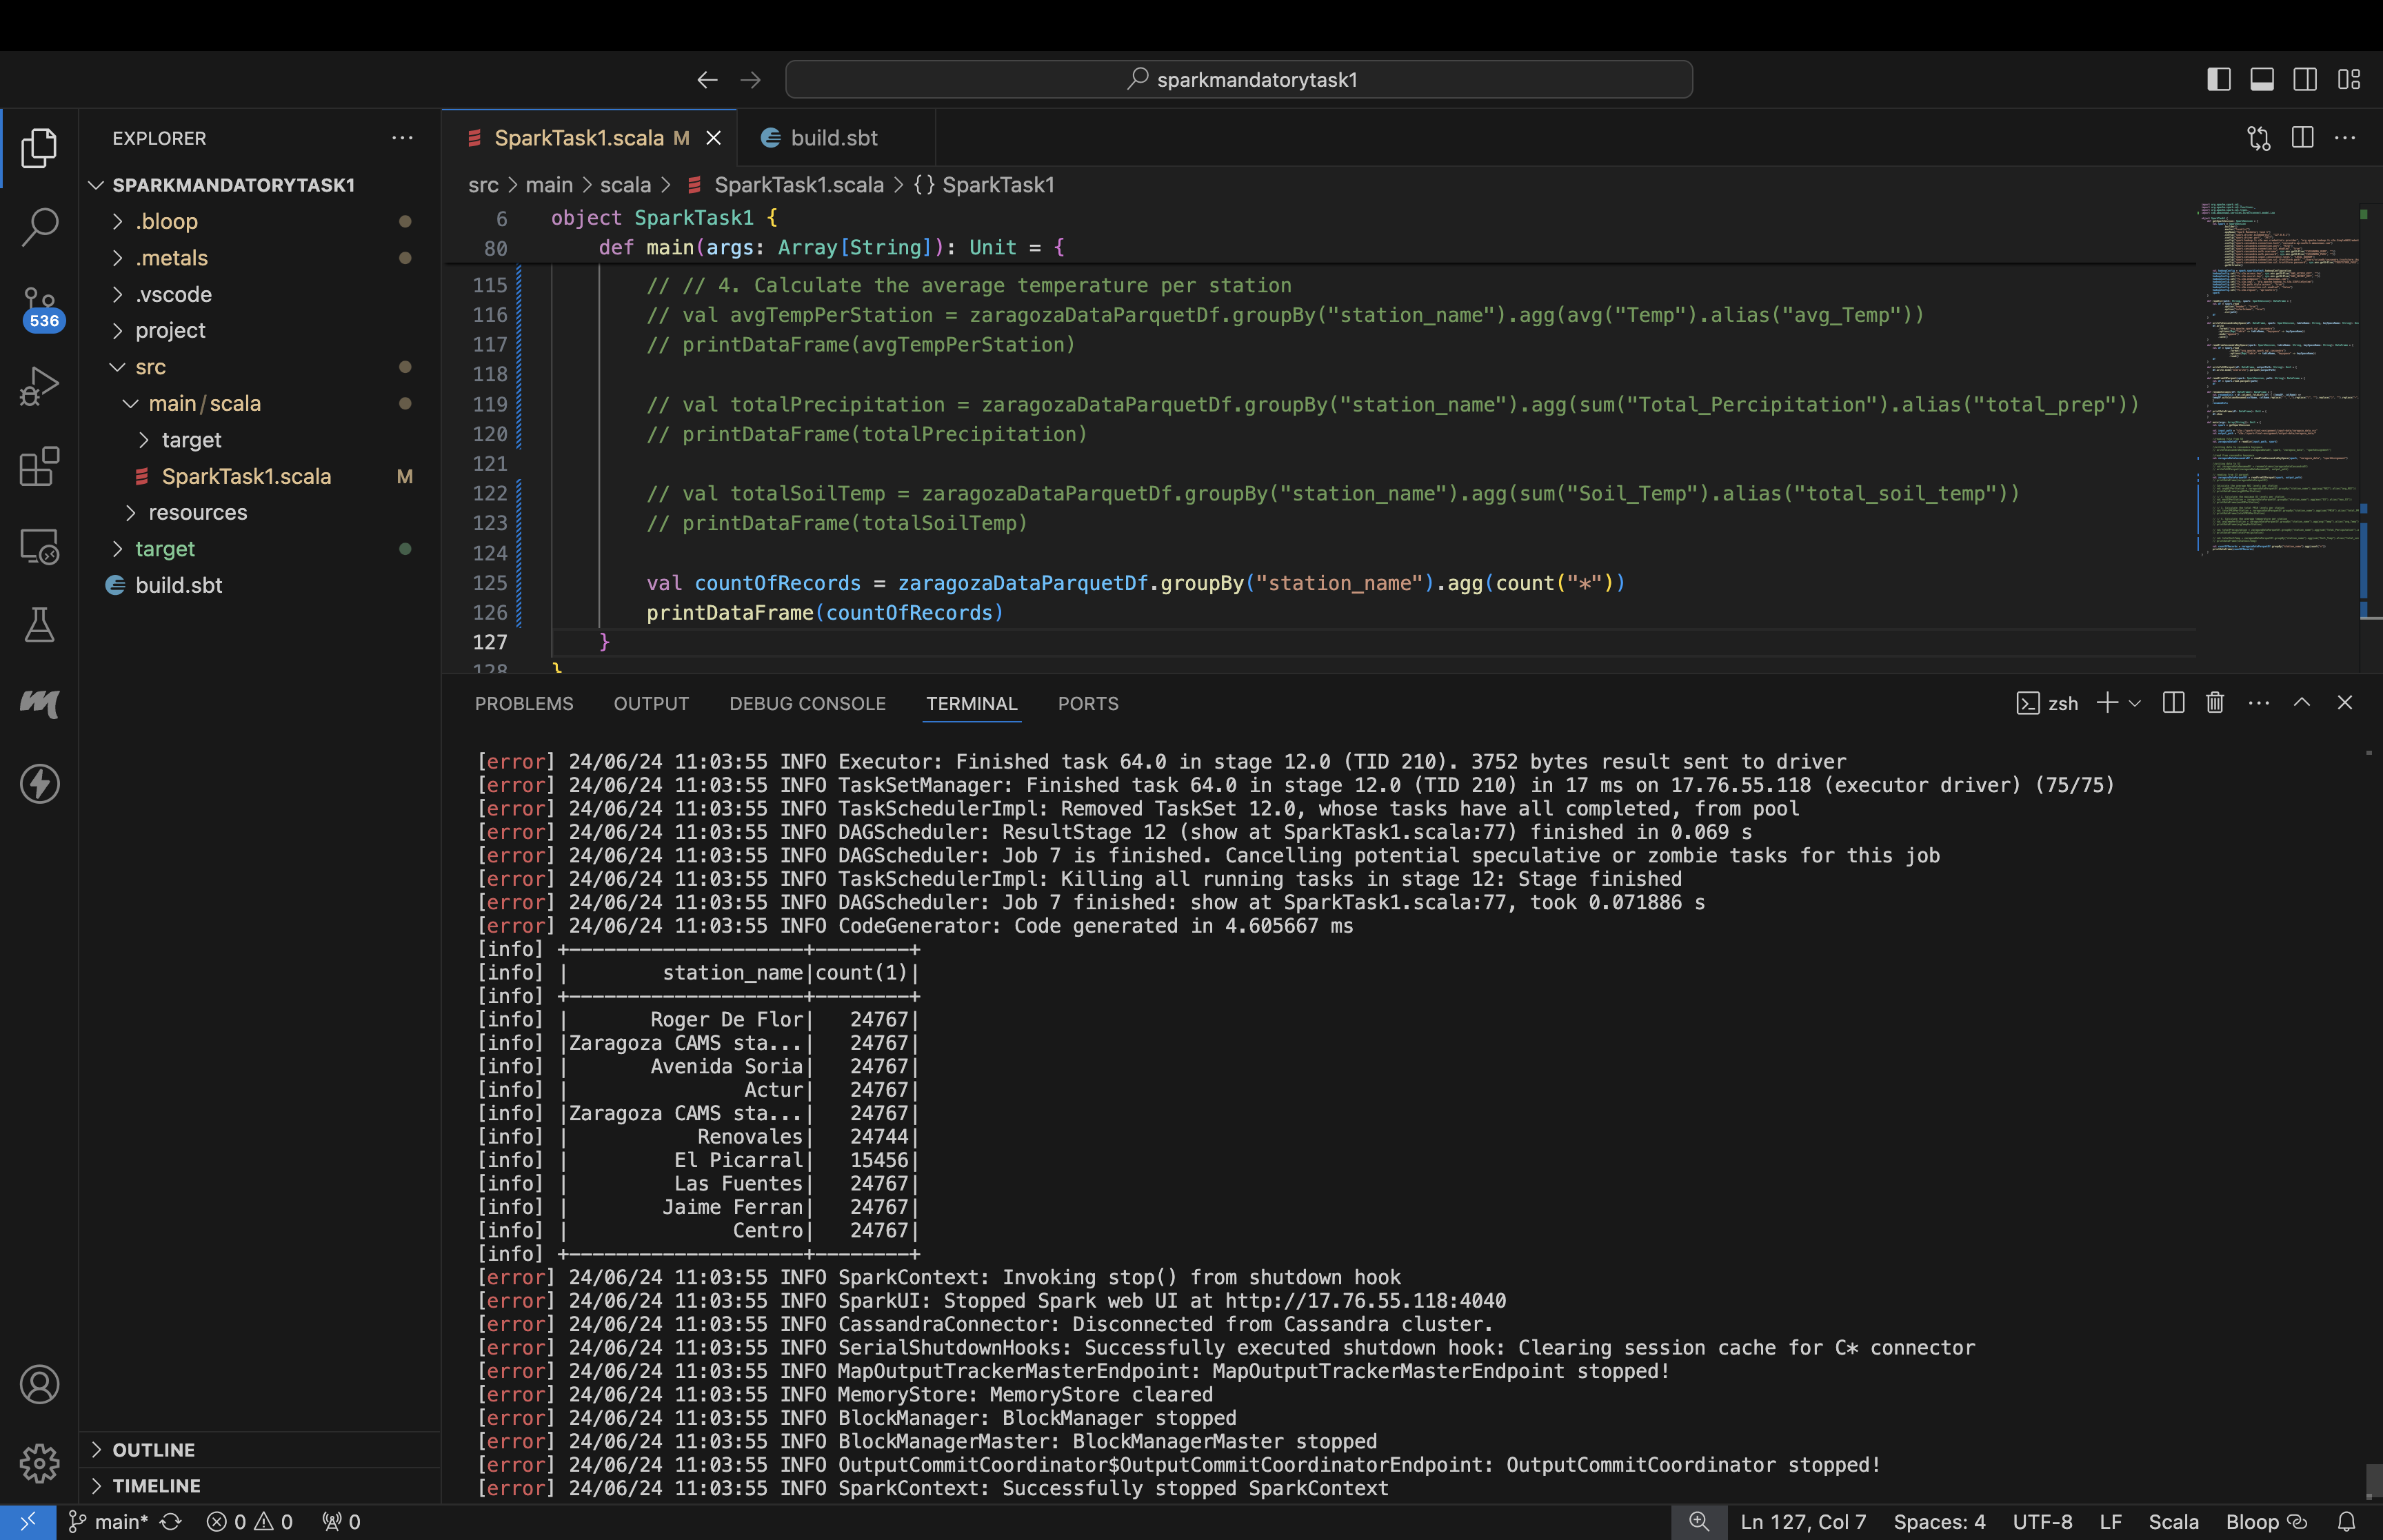 sparkmandatorytask1
EXPLORER
SPARKMANDATORYTASK1
.bloop
.metals
.vscode
project
src
main/scala
target
SparkTask1.scala M
resources
target
build.sbt
OUTLINE
TIMELINE
536
SparkTask1.scala M
build.sbt
src > main > scala > SparkTask1.scala > {} SparkTask1
6 object SparkTask1 {
80 def main(args: Array[String]): Unit = {
115 // // 4. Calculate the average temperature per station
116 // val avgTempPerStation = zaragozaDataParquetDf.groupBy("station_name").agg(avg("Temp").alias("avg_Temp"))
117 // printDataFrame(avgTempPerStation)
118
119 // val totalPrecipitation = zaragozaDataParquetDf.groupBy("station_name").agg(sum("Total_Percipitation").alias("total_prep"))
120 // printDataFrame(totalPrecipitation)
121
122 // val totalSoilTemp = zaragozaDataParquetDf.groupBy("station_name").agg(sum("Soil_Temp").alias("total_soil_temp"))
123 // printDataFrame(totalSoilTemp)
124
125 val countOfRecords = zaragozaDataParquetDf.groupBy("station_name").agg(count("*"))
126 printDataFrame(countOfRecords)
127 }
128 }
PROBLEMS OUTPUT DEBUG CONSOLE TERMINAL PORTS
zsh
[error] 24/06/24 11:03:55 INFO Executor: Finished task 64.0 in stage 12.0 (TID 210). 3752 bytes result sent to driver
[error] 24/06/24 11:03:55 INFO TaskSetManager: Finished task 64.0 in stage 12.0 (TID 210) in 17 ms on 17.76.55.118 (executor driver) (75/75)
[error] 24/06/24 11:03:55 INFO TaskSchedulerImpl: Removed TaskSet 12.0, whose tasks have all completed, from pool
[error] 24/06/24 11:03:55 INFO DAGScheduler: ResultStage 12 (show at SparkTask1.scala:77) finished in 0.069 s
[error] 24/06/24 11:03:55 INFO DAGScheduler: Job 7 is finished. Cancelling potential speculative or zombie tasks for this job
[error] 24/06/24 11:03:55 INFO TaskSchedulerImpl: Killing all running tasks in stage 12: Stage finished
[error] 24/06/24 11:03:55 INFO DAGScheduler: Job 7 finished: show at SparkTask1.scala:77, took 0.071886 s
[error] 24/06/24 11:03:55 INFO CodeGenerator: Code generated in 4.605667 ms
[info] +--------------------+--------+
[info] |        station_name|count(1)|
[info] +--------------------+--------+
[info] |       Roger De Flor|   24767|
[info] |Zaragoza CAMS sta...|   24767|
[info] |       Avenida Soria|   24767|
[info] |               Actur|   24767|
[info] |Zaragoza CAMS sta...|   24767|
[info] |           Renovales|   24744|
[info] |         El Picarral|   15456|
[info] |         Las Fuentes|   24767|
[info] |        Jaime Ferran|   24767|
[info] |              Centro|   24767|
[info] +--------------------+--------+
[error] 24/06/24 11:03:55 INFO SparkContext: Invoking stop() from shutdown hook
[error] 24/06/24 11:03:55 INFO SparkUI: Stopped Spark web UI at http://17.76.55.118:4040
[error] 24/06/24 11:03:55 INFO CassandraConnector: Disconnected from Cassandra cluster.
[error] 24/06/24 11:03:55 INFO SerialShutdownHooks: Successfully executed shutdown hook: Clearing session cache for C* connector
[error] 24/06/24 11:03:55 INFO MapOutputTrackerMasterEndpoint: MapOutputTrackerMasterEndpoint stopped!
[error] 24/06/24 11:03:55 INFO MemoryStore: MemoryStore cleared
[error] 24/06/24 11:03:55 INFO BlockManager: BlockManager stopped
[error] 24/06/24 11:03:55 INFO BlockManagerMaster: BlockManagerMaster stopped
[error] 24/06/24 11:03:55 INFO OutputCommitCoordinator$OutputCommitCoordinatorEndpoint: OutputCommitCoordinator stopped!
[error] 24/06/24 11:03:55 INFO SparkContext: Successfully stopped SparkContext
main* 0 0 0 Ln 127, Col 7 Spaces: 4 UTF-8 LF Scala Bloop